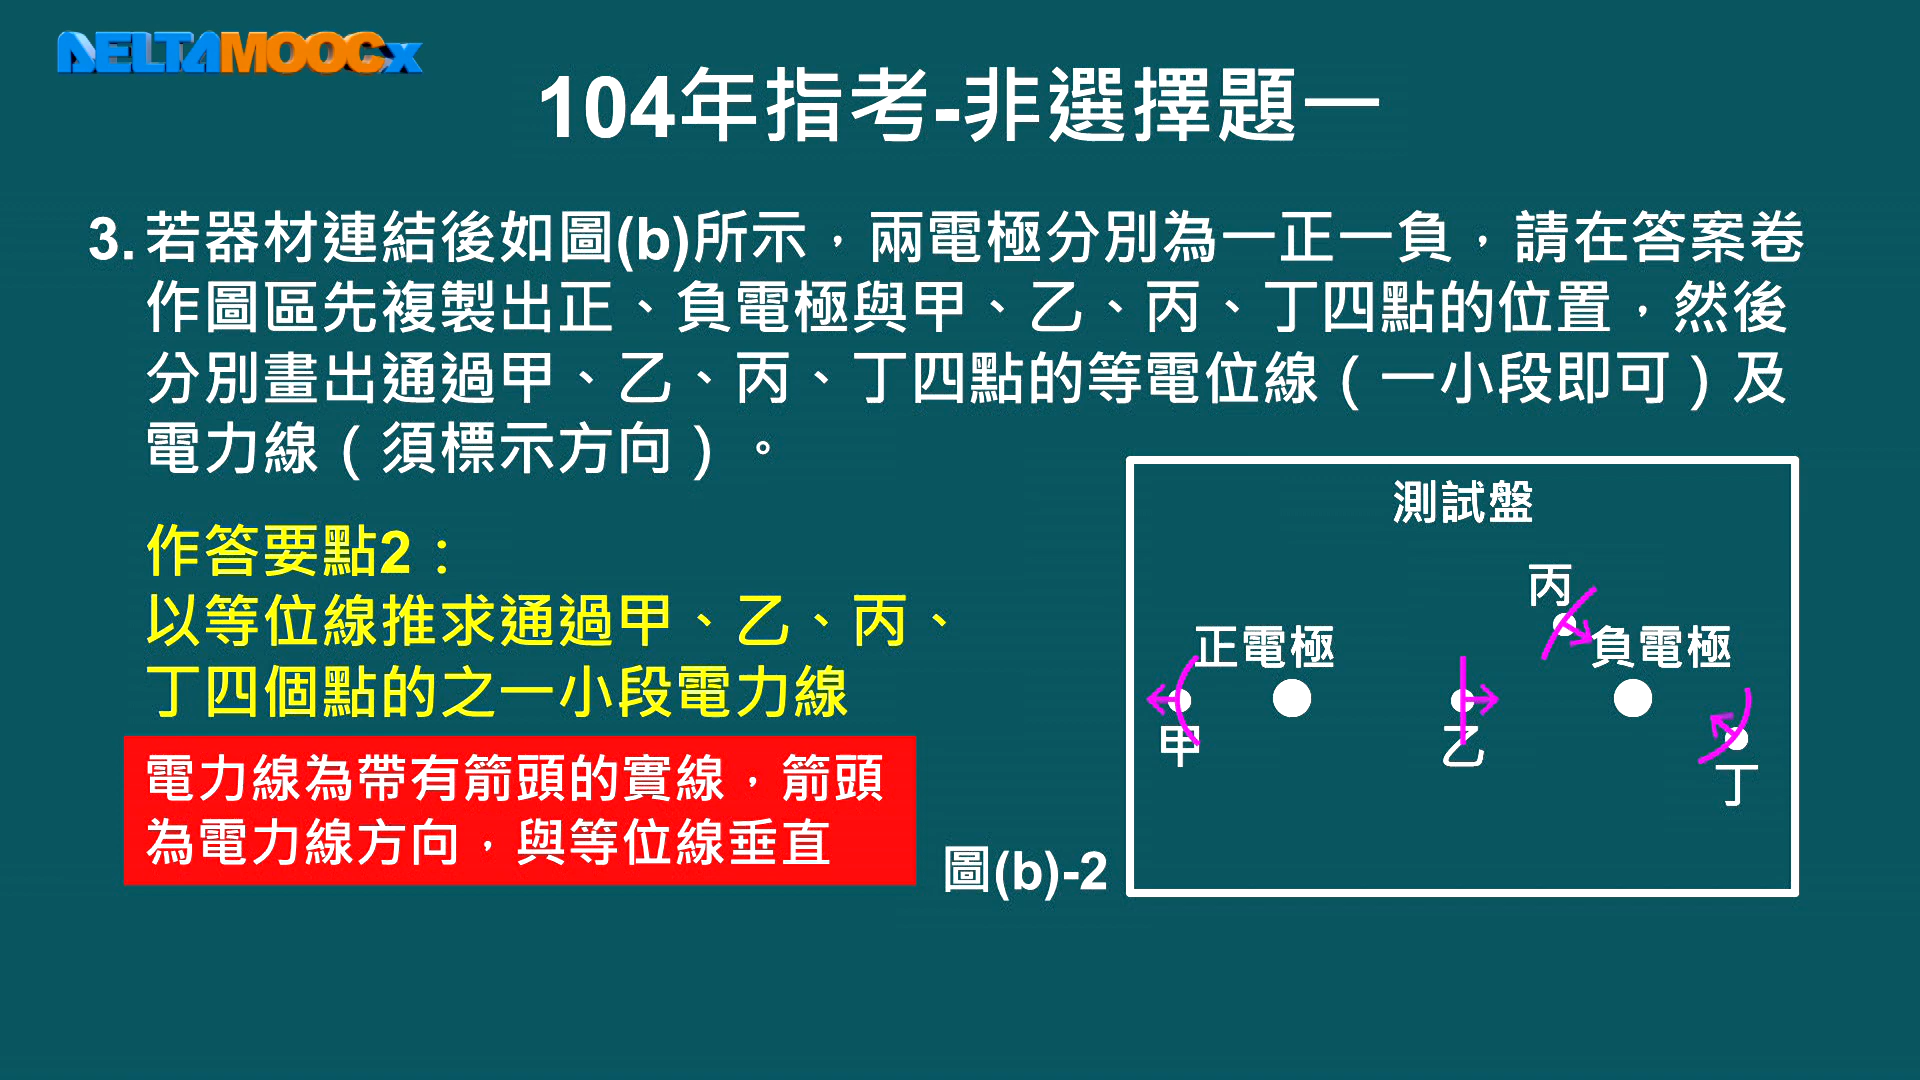 DELTAMOOCx
104年指考-非選擇題一
3. 若器材連結後如圖(b)所示，兩電極分別為一正一負，請在答案卷
作圖區先複製出正、負電極與甲、乙、丙、丁四點的位置，然後
分別畫出通過甲、乙、丙、丁四點的等電位線（一小段即可）及
電力線（須標示方向）。
作答要點2：
以等位線推求通過甲、乙、丙、
丁四個點的之一小段電力線
電力線為帶有箭頭的實線，箭頭
為電力線方向，與等位線垂直
測試盤
丙
正電極
負電極
甲
乙
丁
圖(b)-2